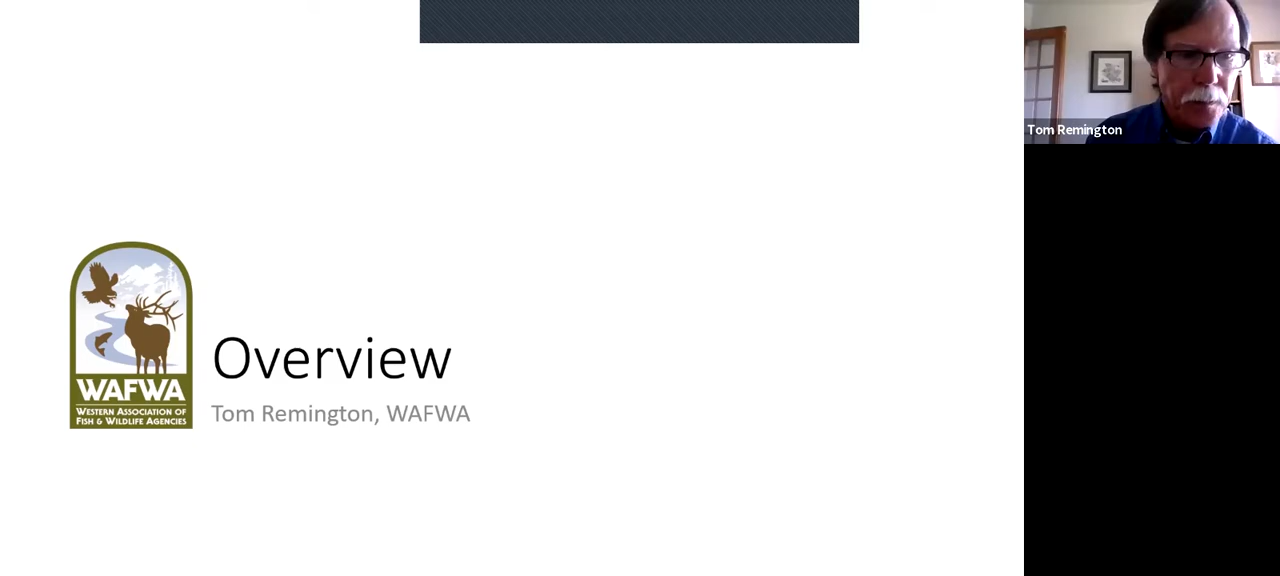 Tom Remington
Overview
Tom Remington, WAFWA
WAFWA
WESTERN ASSOCIATION OF
FISH & WILDLIFE AGENCIES